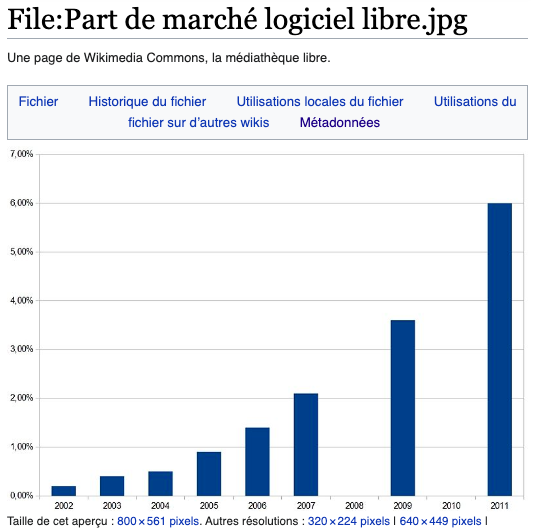 File:Part de marché logiciel libre.jpg
Une page de Wikimedia Commons, la médiathèque libre.
Fichier Historique du fichier Utilisations locales du fichier Utilisations du
fichier sur d’autres wikis Métadonnées
7,00%
6,00%
5,00%
4,00%
3,00%
2,00%
1,00%
0,00%
2002 2003 2004 2005 2006 2007 2008 2009 2010 2011
Taille de cet aperçu : 800 × 561 pixels. Autres résolutions : 320 × 224 pixels | 640 × 449 pixels |